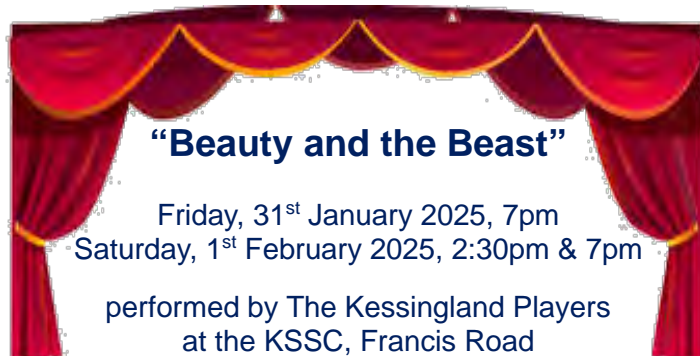 “Beauty and the Beast”
Friday, 31st January 2025, 7pm
Saturday, 1st February 2025, 2:30pm & 7pm
performed by The Kessingland Players
at the KSSC, Francis Road